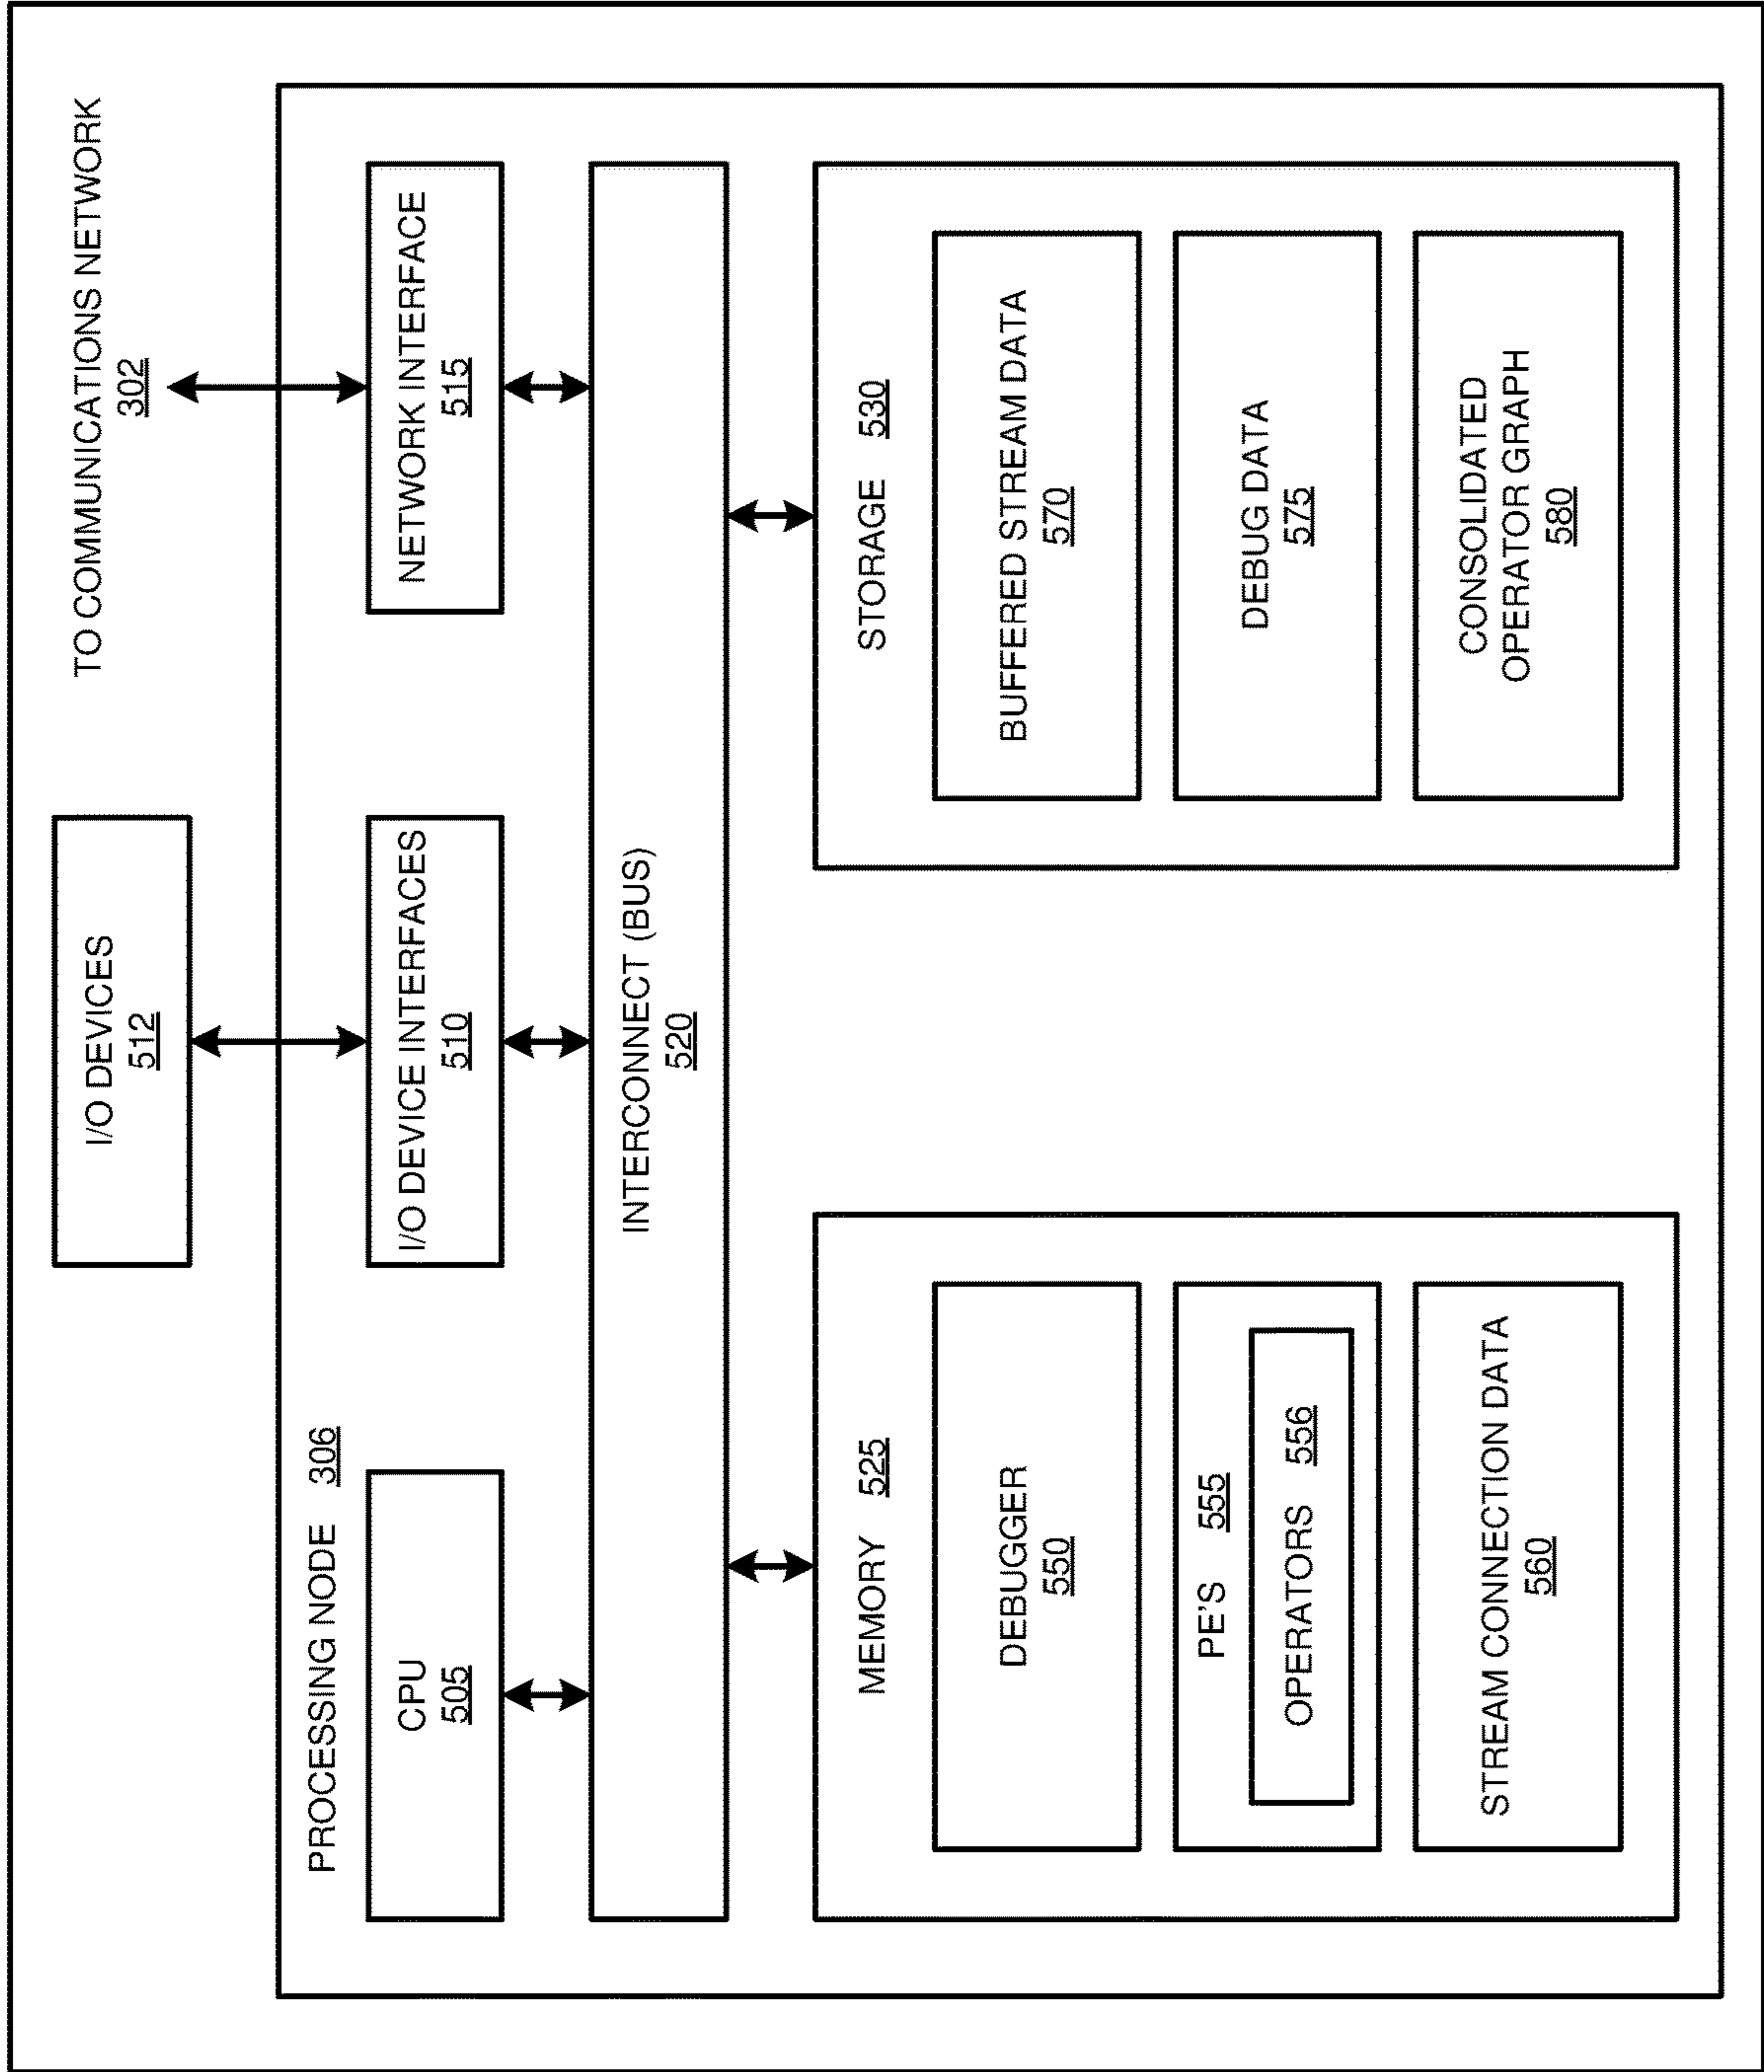 I/O DEVICES
512
TO COMMUNICATIONS NETWORK
302
PROCESSING NODE 306
CPU
505
I/O DEVICE INTERFACES
510
NETWORK INTERFACE
515
INTERCONNECT (BUS)
520
MEMORY 525
DEBUGGER
550
PE'S 555
OPERATORS 556
STREAM CONNECTION DATA
560
STORAGE 530
BUFFERED STREAM DATA
570
DEBUG DATA
575
CONSOLIDATED
OPERATOR GRAPH
580